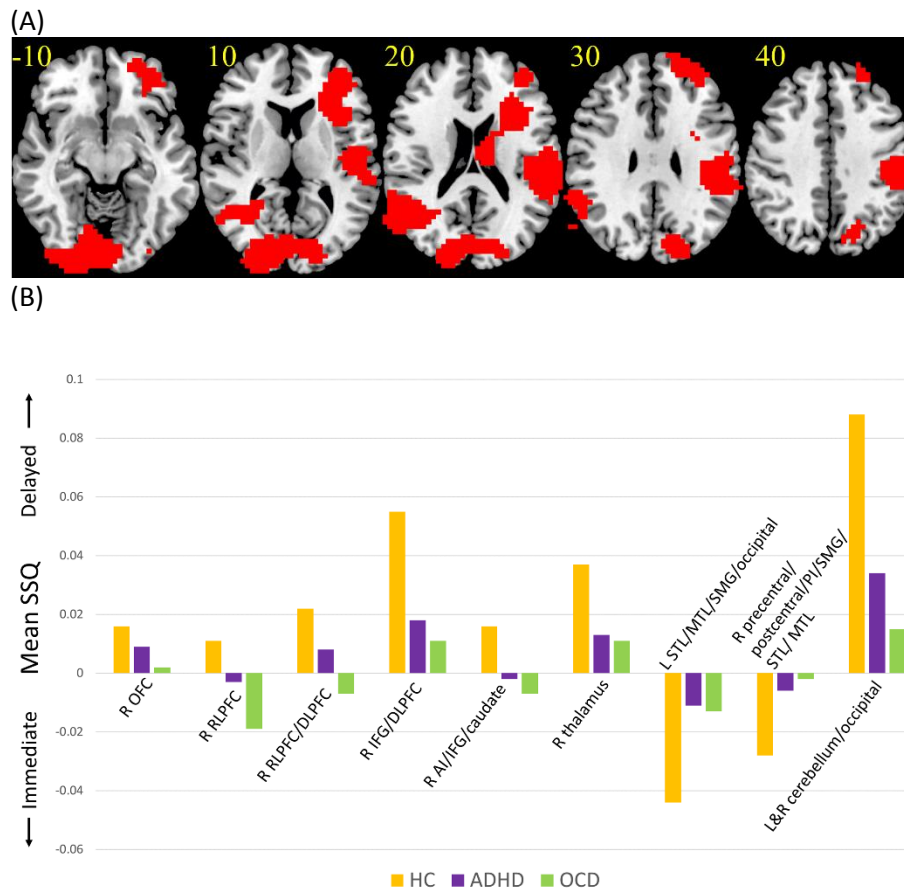 (A)
-10 10 20 30 40
(B)
0.1
0.08
0.06
0.04
0.02
0
-0.02
-0.04
-0.06
Delayed
Mean SSQ
Immediate
R OFC
R RLPFC
R RLPFC/DLPFC
R IFG/DLPFC
R AI/IFG/caudate
R thalamus
L STL/MTL/SMG/occipital
R precentral/
postcentral/PI/SMG/
STL/ MTL
L&R cerebellum/occipital
HC ADHD OCD